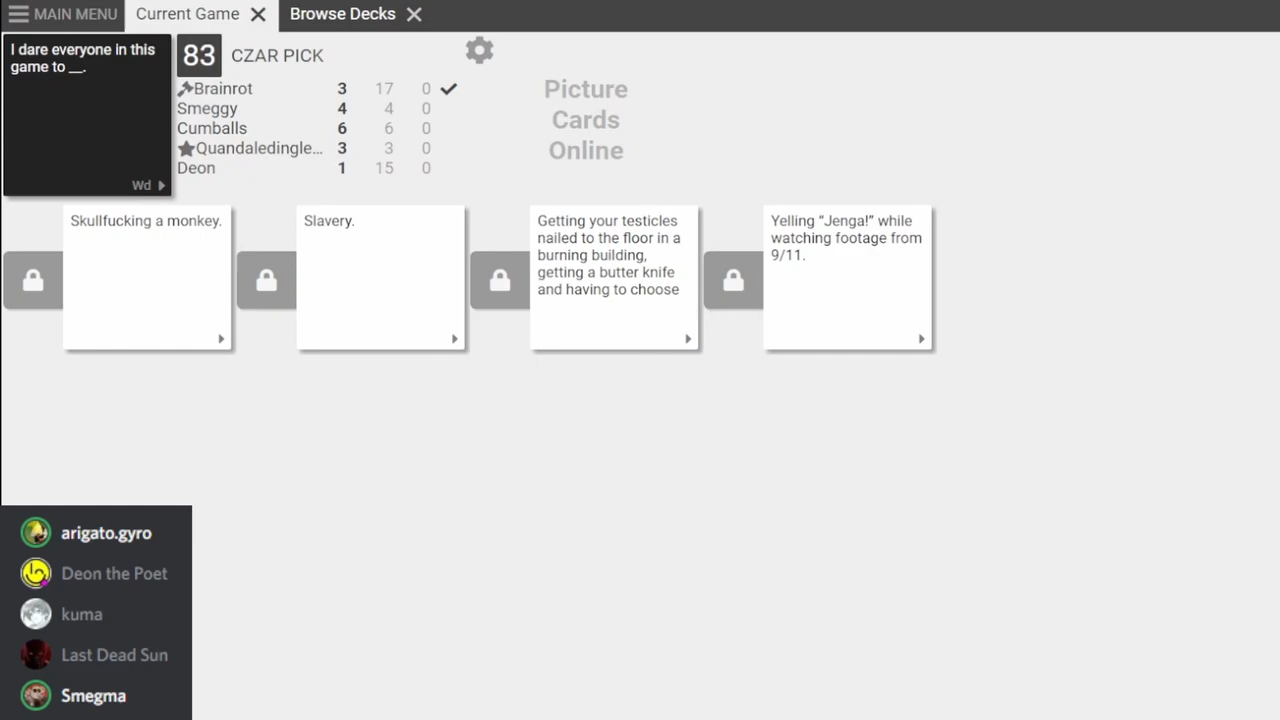 MAIN MENU
Current Game
Browse Decks
I dare everyone in this
game to __.
Wd
83 CZAR PICK
Brainrot 3 17 0
Smeggy 4 4 0
Cumballs 6 6 0
Quandaledingle... 3 3 0
Deon 1 15 0
Picture
Cards
Online
Skullfucking a monkey.
Slavery.
Getting your testicles
nailed to the floor in a
burning building,
getting a butter knife
and having to choose
Yelling “Jenga!” while
watching footage from
9/11.
arigato.gyro
Deon the Poet
kuma
Last Dead Sun
Smegma